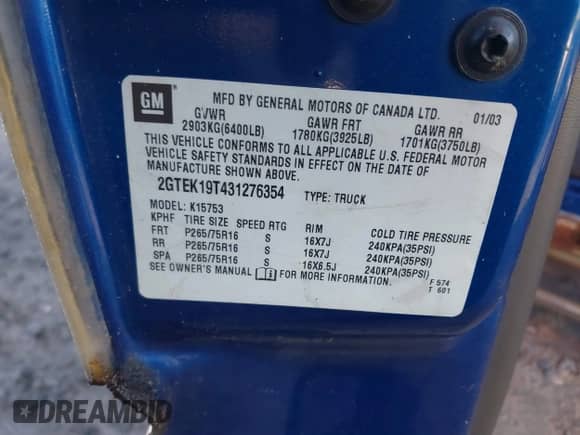 GM
MFD BY GENERAL MOTORS OF CANADA LTD. 01/03
GVWR GAWR FRT GAWR RR
2903KG(6400LB) 1780KG(3925LB) 1701KG(3750LB)
THIS VEHICLE CONFORMS TO ALL APPLICABLE U.S. FEDERAL MOTOR
VEHICLE SAFETY STANDARDS IN EFFECT ON THE DATE OF
MANUFACTURE SHOWN ABOVE.
2GTEK19T431276354 TYPE: TRUCK
MODEL: K15753
KPHF TIRE SIZE SPEED RTG RIM COLD TIRE PRESSURE
FRT P265/75R16 S 16X7J 240KPA(35PSI)
RR P265/75R16 S 16X7J 240KPA(35PSI)
SPA P265/75R16 S 16X6.5J 240KPA(35PSI)
SEE OWNER'S MANUAL FOR MORE INFORMATION.
F 574
T 601
DREAMBID